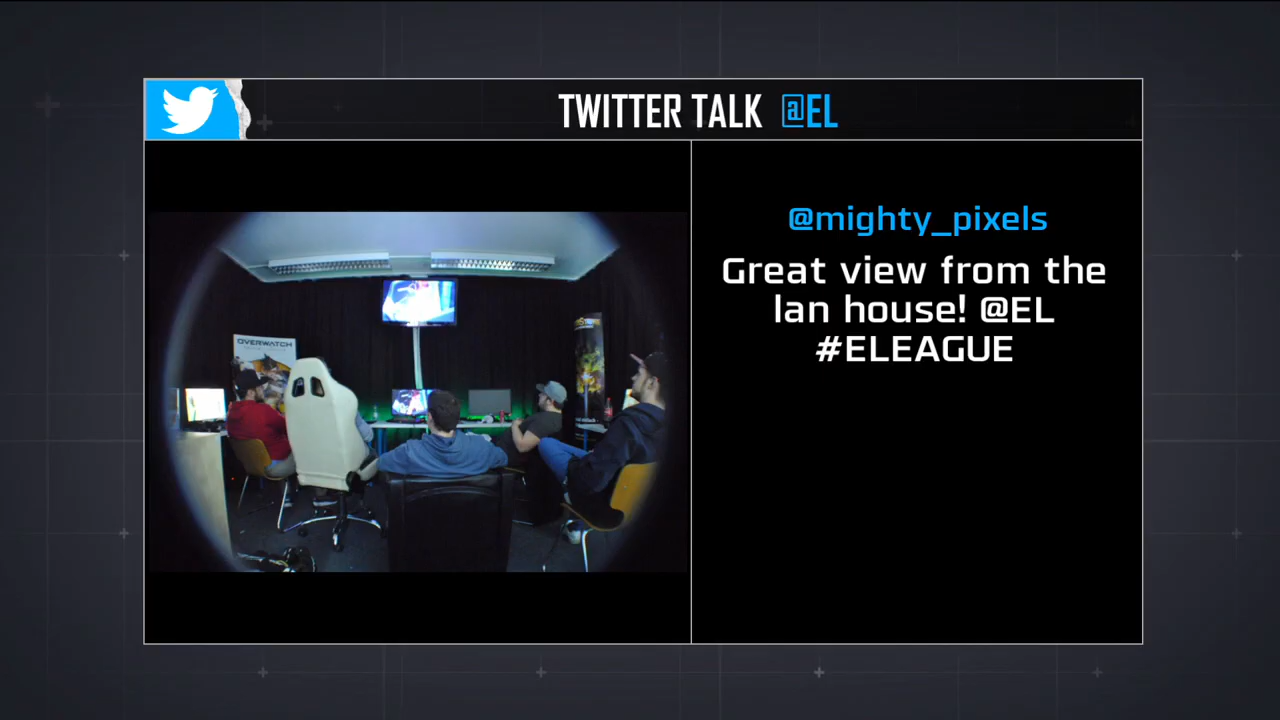 TWITTER TALK @EL
@mighty_pixels
Great view from the
lan house! @EL
#ELEAGUE
OVERWATCH